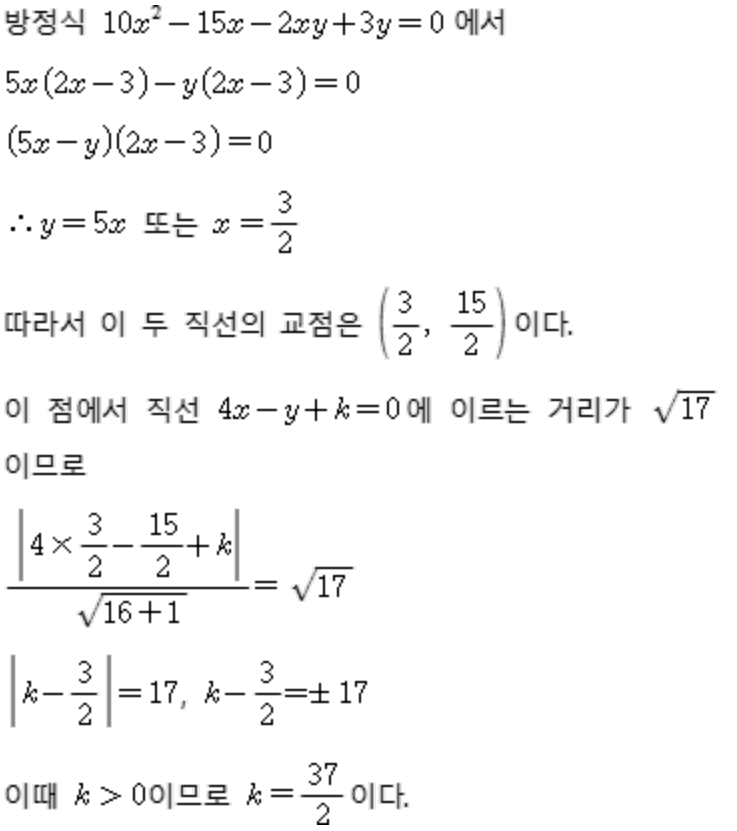 방정식 10x² − 15x − 2xy + 3y = 0 에서
5x(2x − 3) − y(2x − 3) = 0
(5x − y)(2x − 3) = 0
∴ y = 5x 또는 x = 3/2
따라서 이 두 직선의 교점은 (3/2, 15/2) 이다.
이 점에서 직선 4x − y + k = 0 에 이르는 거리가 √17
이므로
|4 × 3/2 − 15/2 + k| / √(16 + 1) = √17
|k − 3/2| = 17, k − 3/2 = ± 17
이때 k > 0이므로 k = 37/2 이다.